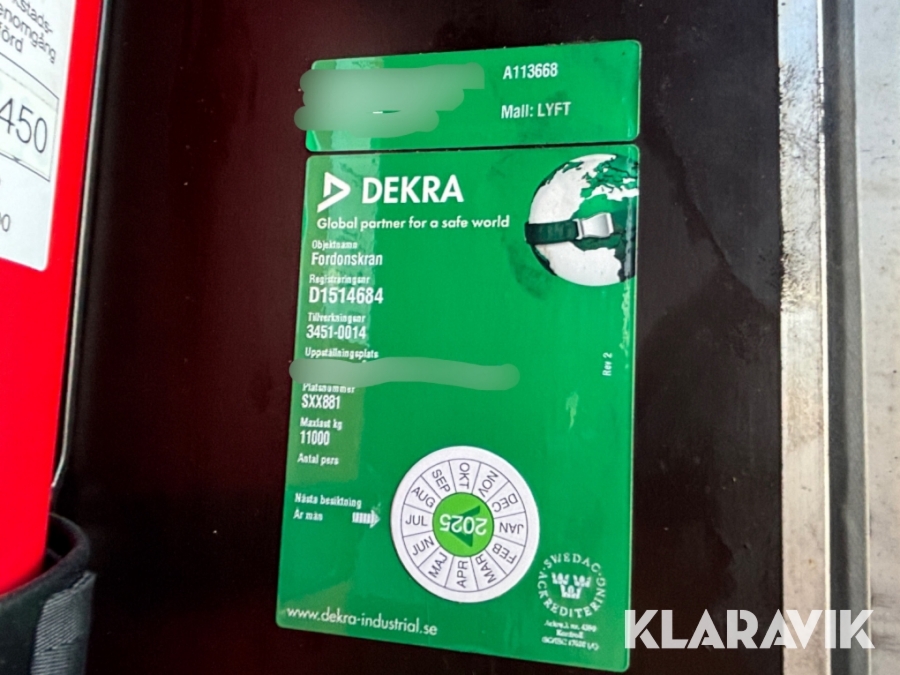 450
A113668
Mall: LYFT
DEKRA
Global partner for a safe world
Objektsnamn
Fordonskran
Registreringsnr
D1514684
Tillverkningsnr
3451-0014
Uppställningsplats
Platsnummer
SXX881
Maxlast kg
11000
Antal pers
Nästa besiktning
År mån
JAN
FEB
MAR
APR
MAJ
JUN
JUL
AUG
SEP
OKT
NOV
DEC
2025
Rev 2
SWEDAC
ACKREDITERING
www.dekra-industrial.se
KLARAVIK